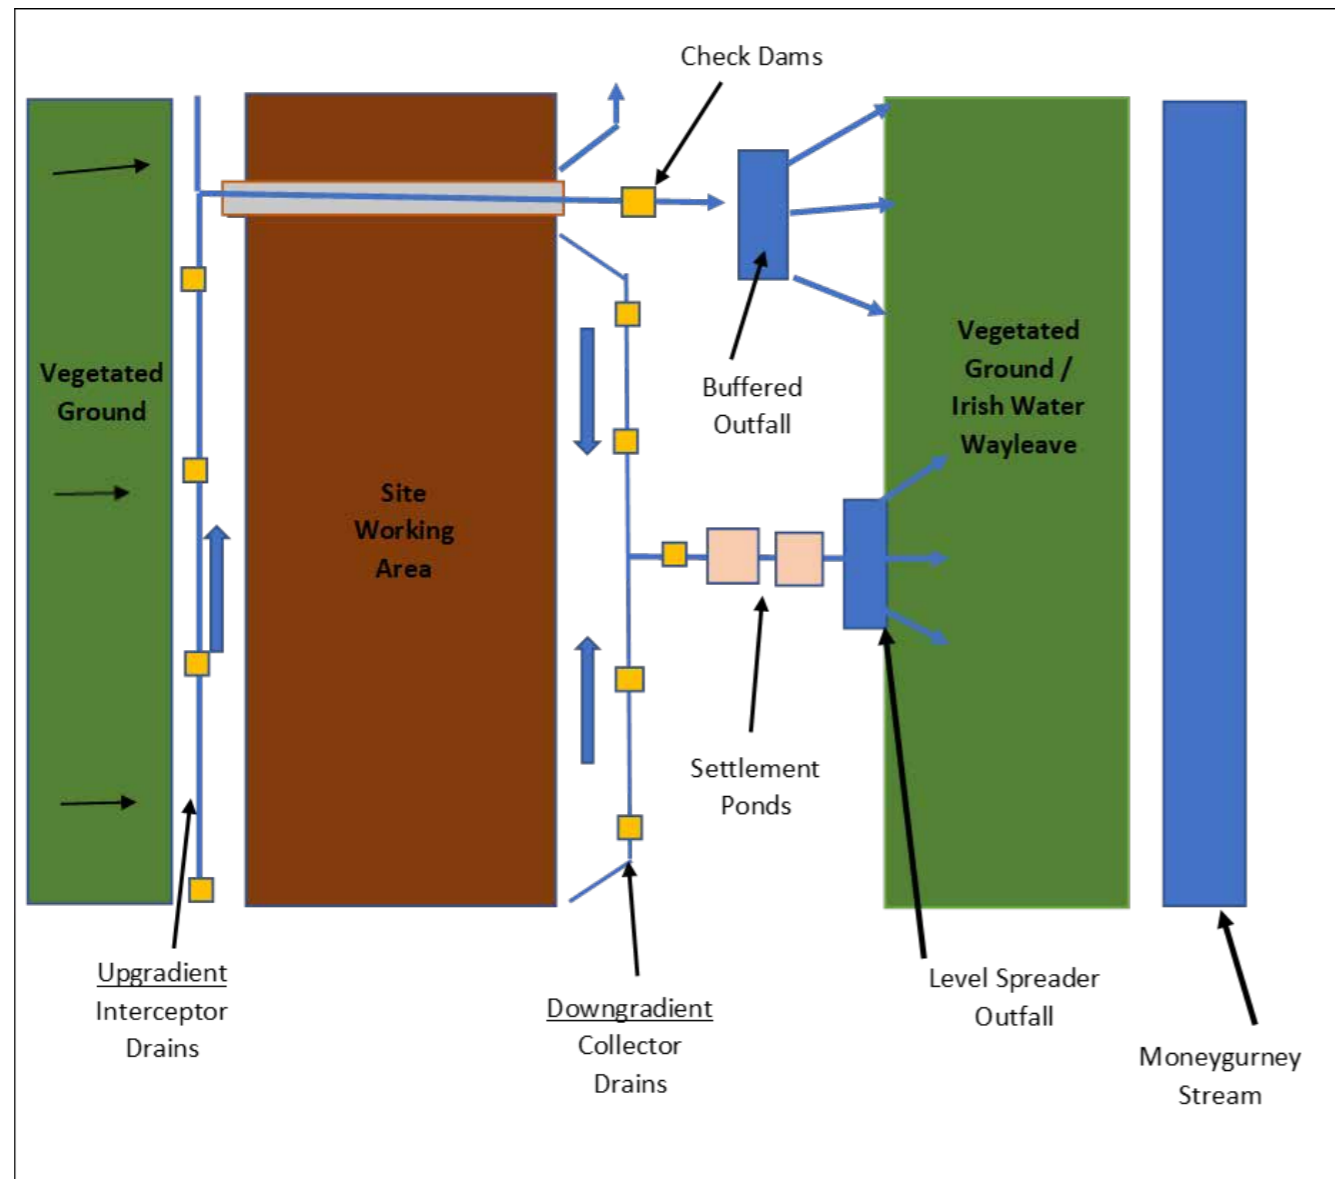 Check Dams
Vegetated
Ground
Site
Working
Area
Buffered
Outfall
Vegetated
Ground /
Irish Water
Wayleave
Settlement
Ponds
Upgradient
Interceptor
Drains
Downgradient
Collector
Drains
Level Spreader
Outfall
Moneygurney
Stream